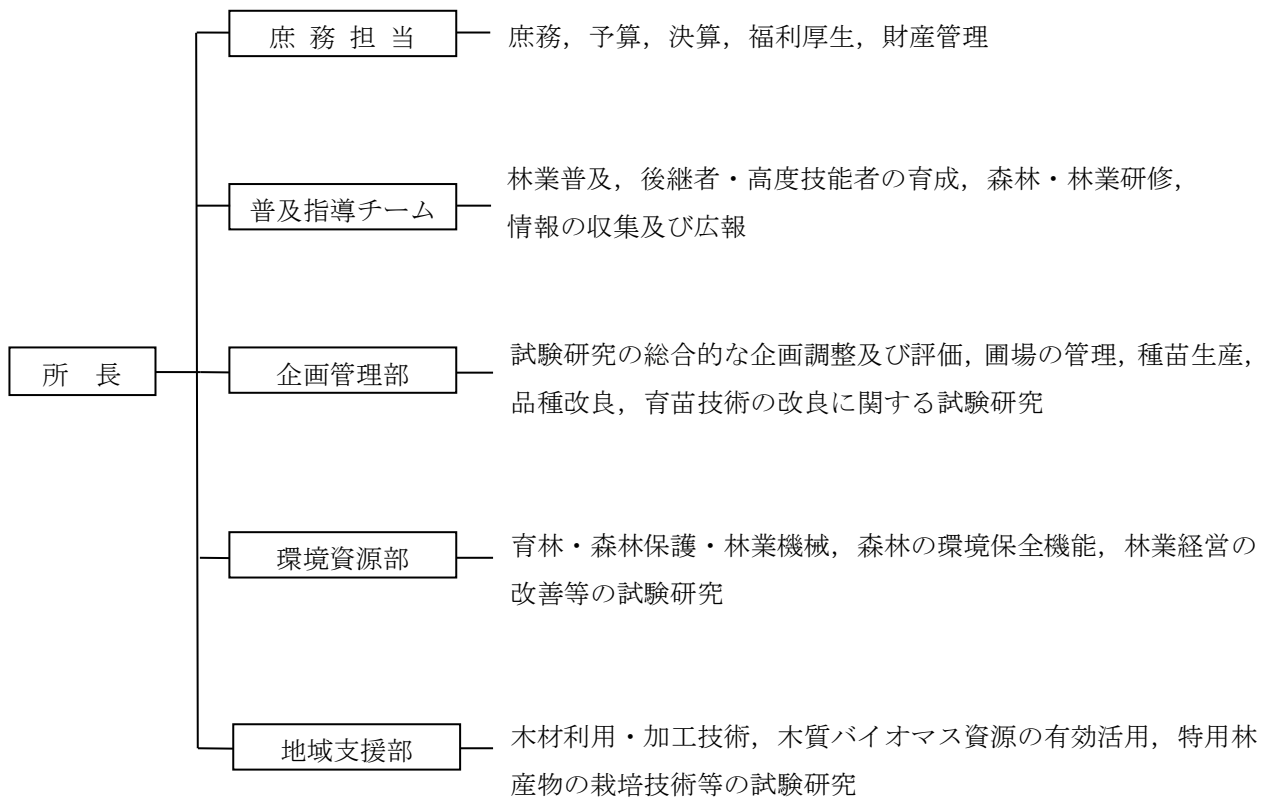 庶務担当
庶務，予算，決算，福利厚生，財産管理
普及指導チーム
林業普及，後継者・高度技能者の育成，森林・林業研修，
情報の収集及び広報
所長
企画管理部
試験研究の総合的な企画調整及び評価，圃場の管理，種苗生産，
品種改良，育苗技術の改良に関する試験研究
環境資源部
育林・森林保護・林業機械，森林の環境保全機能，林業経営の
改善等の試験研究
地域支援部
木材利用・加工技術，木質バイオマス資源の有効活用，特用林
産物の栽培技術等の試験研究